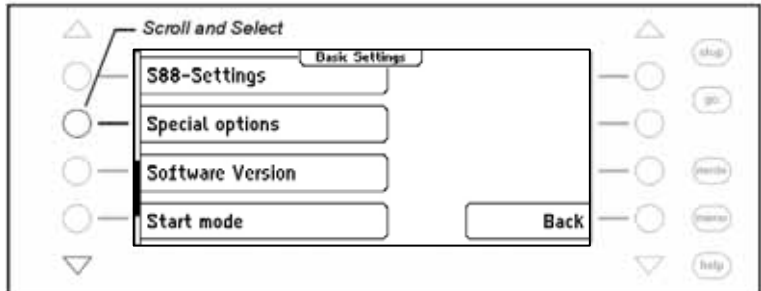 Scroll and Select
Basic Settings
S88-Settings
Special options
Software Version
Start mode
Back
stop
go
mode
menu
help